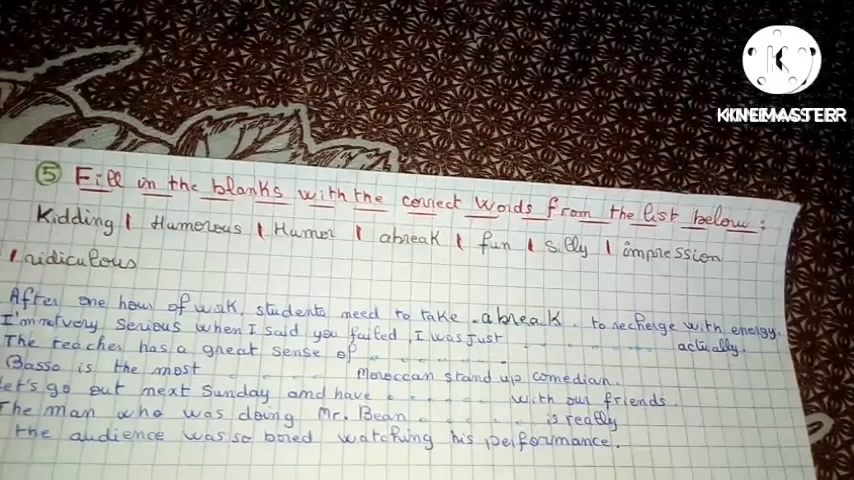 K
KINEMASTER
⑤ Fill in the blanks with the correct words from the list below :
Kidding | Humorous | Humor | a break | fun | silly | impression
| ridiculous
After one hour of wok, students need to take .a break. to recherge with energy.
I'm not very serious when I said you failed, I was just ............ actually.
The teacher has a great sense of ..........
Basso is the most .......... Moroccan stand up comedian.
Let's go out next Sunday and have ........ with our friends.
The man who was doing Mr. Bean ........ is really
the audience was so bored watching his performance.